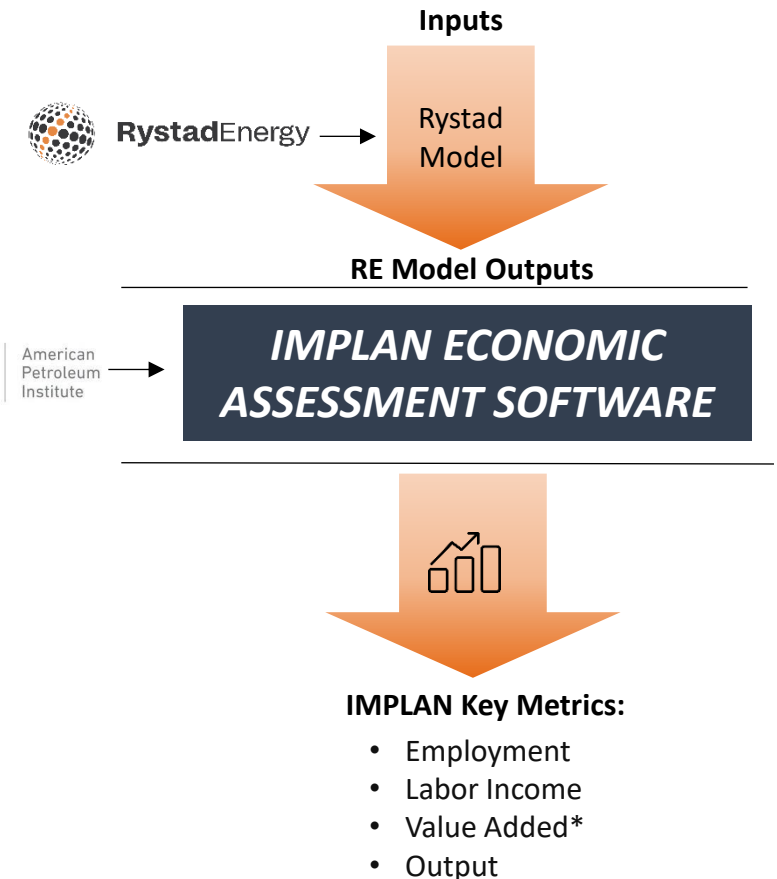 Inputs
RystadEnergy
Rystad
Model
RE Model Outputs
American
Petroleum
Institute
IMPLAN ECONOMIC
ASSESSMENT SOFTWARE
IMPLAN Key Metrics:
• Employment
• Labor Income
• Value Added*
• Output